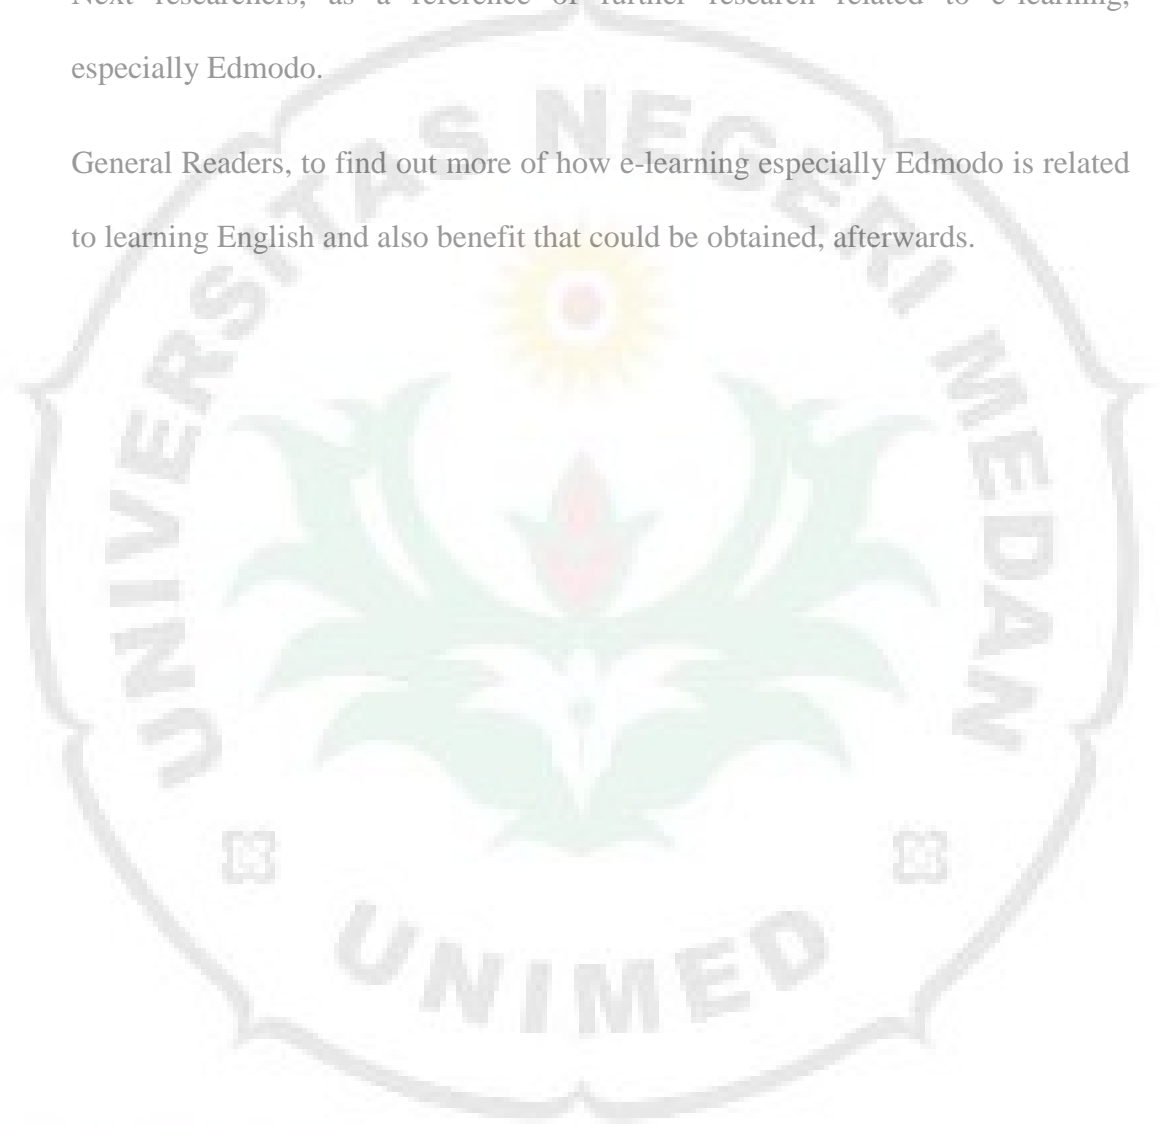 Next researchers, as a reference of further research related to e-learning,
especially Edmodo.
General Readers, to find out more of how e-learning especially Edmodo is related
to learning English and also benefit that could be obtained, afterwards.
UNIVERSITAS NEGERI MEDAN
UNIMED